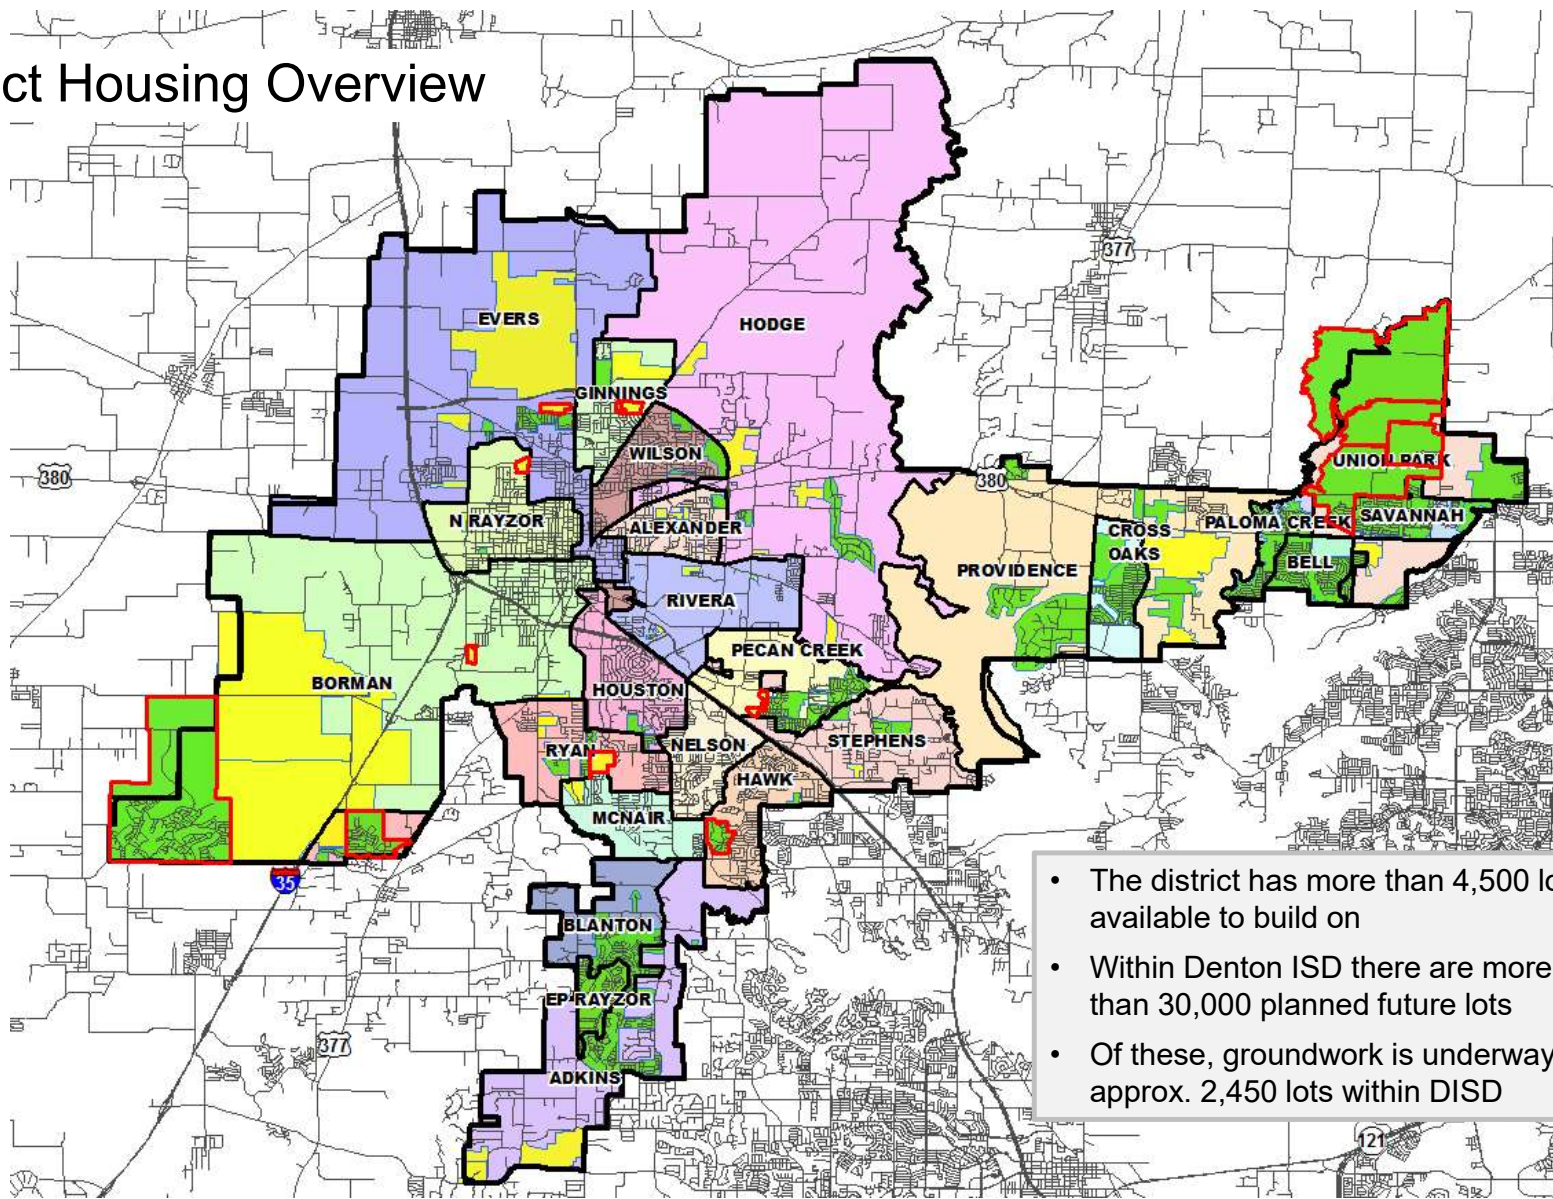 ct Housing Overview
377
EVERS
HODGE
GINNINGS
WILSON
380
380
UNION PARK
N RAYZOR
ALEXANDER
PALOMA CREEK
SAVANNAH
CROSS
OAKS
BELL
PROVIDENCE
RIVERA
PECAN CREEK
BORMAN
HOUSTON
RYAN
NELSON
STEPHENS
HAWK
MCNAIR
35
BLANTON
EP RAYZOR
377
ADKINS
• The district has more than 4,500 lo
available to build on
• Within Denton ISD there are more
than 30,000 planned future lots
• Of these, groundwork is underway
approx. 2,450 lots within DISD
121